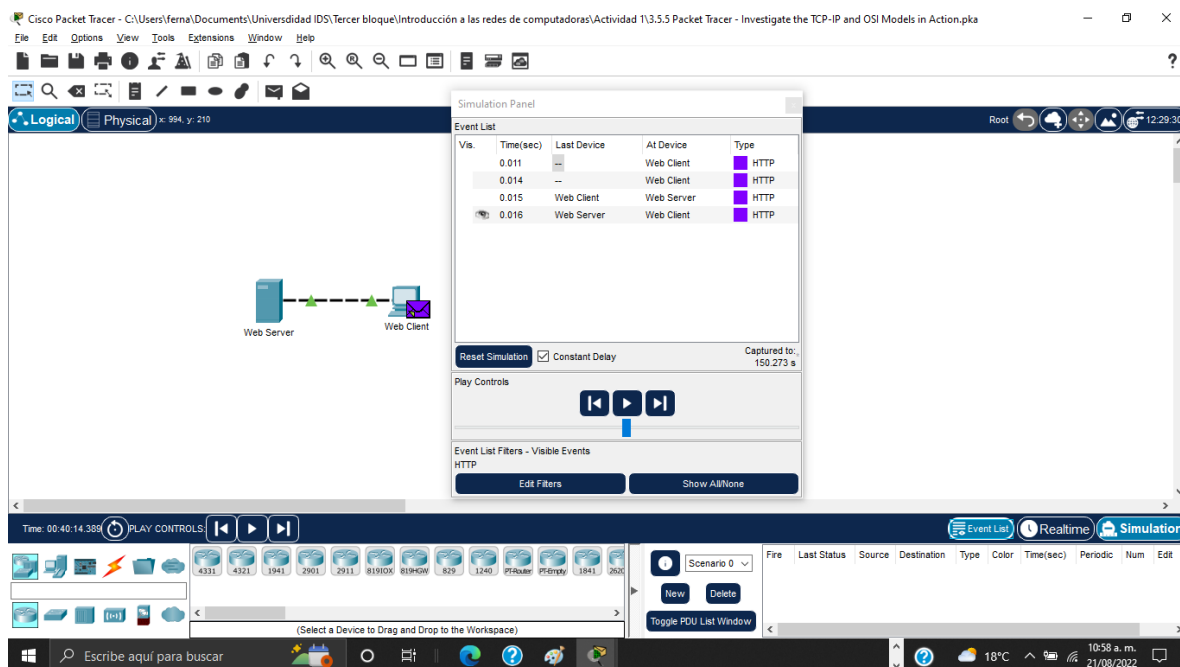 Cisco Packet Tracer - C:\Users\ferna\Documents\Universdidad IDS\Tercer bloque\Introducción a las redes de computadoras\Actividad 1\3.5.5 Packet Tracer - Investigate the TCP-IP and OSI Models in Action.pka
File Edit Options View Tools Extensions Window Help
?
Logical Physical x: 994, y: 210 Root 12:29:30
Simulation Panel
Event List
Vis. Time(sec) Last Device At Device Type
0.011 -- Web Client HTTP
0.014 -- Web Client HTTP
0.015 Web Client Web Server HTTP
0.016 Web Server Web Client HTTP
Web Server
Web Client
Reset Simulation Constant Delay
Captured to:
150.273 s
Play Controls
Event List Filters - Visible Events
HTTP
Edit Filters Show All/None
Time: 00:40:14.389 PLAY CONTROLS: Event List Realtime Simulation
4331 4321 1941 2901 2911 819IOX 819HGW 829 1240 PT-Router PT-Empty 1841 2620
(Select a Device to Drag and Drop to the Workspace)
Scenario 0
New Delete
Toggle PDU List Window
Fire Last Status Source Destination Type Color Time(sec) Periodic Num Edit
Escribe aquí para buscar
18°C
10:58 a. m.
21/08/2022